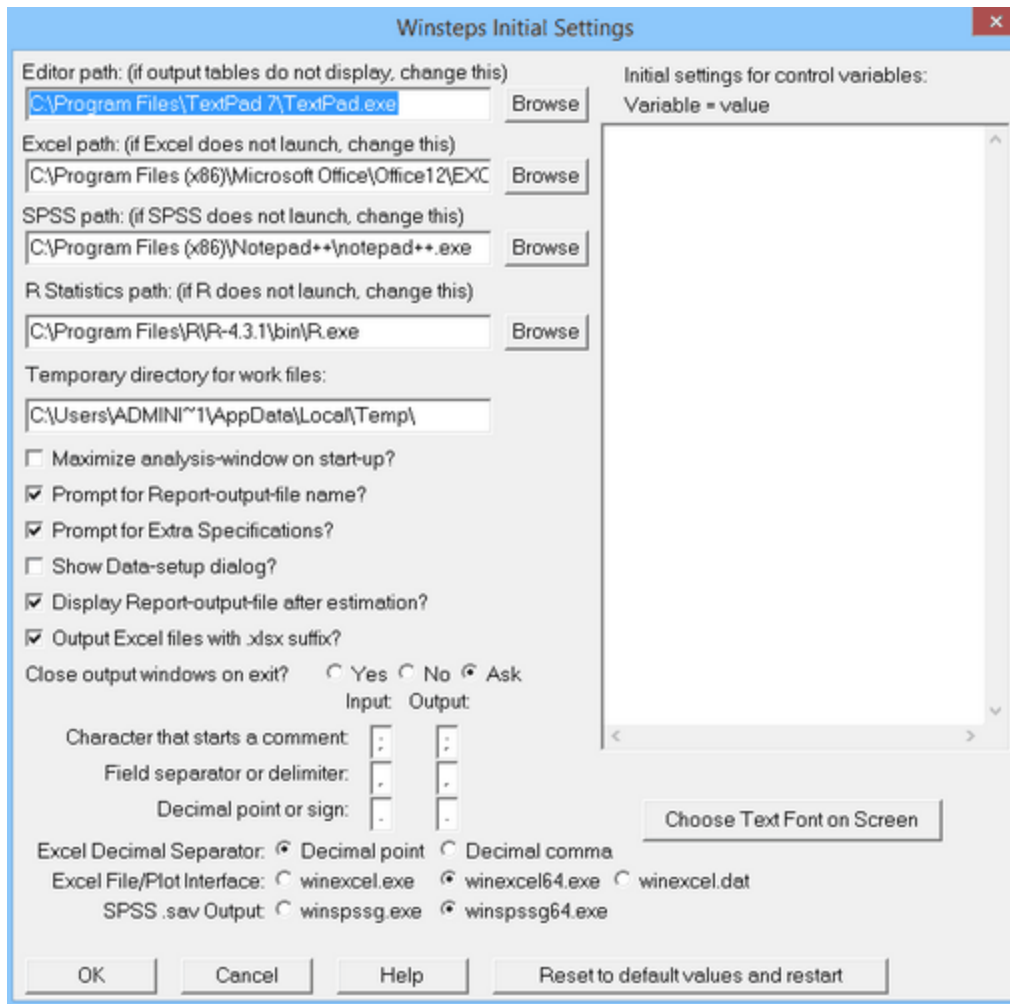 Winsteps Initial Settings
Editor path: (if output tables do not display, change this)
C:\Program Files\TextPad 7\TextPad.exe
Browse
Excel path: (if Excel does not launch, change this)
C:\Program Files (x86)\Microsoft Office\Office12\EXC
Browse
SPSS path: (if SPSS does not launch, change this)
C:\Program Files (x86)\Notepad++\notepad++.exe
Browse
R Statistics path: (if R does not launch, change this)
C:\Program Files\R\R-4.3.1\bin\R.exe
Browse
Temporary directory for work files:
C:\Users\ADMINI~1\AppData\Local\Temp\
Maximize analysis-window on start-up?
Prompt for Report-output-file name?
Prompt for Extra Specifications?
Show Data-setup dialog?
Display Report-output-file after estimation?
Output Excel files with .xlsx suffix?
Close output windows on exit? Yes No Ask
Input: Output:
Character that starts a comment: ; ;
Field separator or delimiter: , ,
Decimal point or sign: . .
Excel Decimal Separator: Decimal point Decimal comma
Excel File/Plot Interface: winexcel.exe winexcel64.exe winexcel.dat
SPSS .sav Output: winspssg.exe winspssg64.exe
Initial settings for control variables:
Variable = value
Choose Text Font on Screen
OK Cancel Help Reset to default values and restart